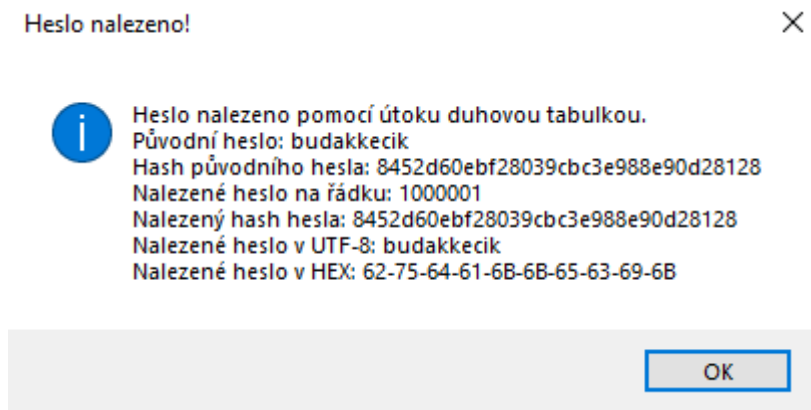 Heslo nalezeno!
Heslo nalezeno pomocí útoku duhovou tabulkou.
Původní heslo: budakkecik
Hash původního hesla: 8452d60ebf28039cbc3e988e90d28128
Nalezené heslo na řádku: 1000001
Nalezený hash hesla: 8452d60ebf28039cbc3e988e90d28128
Nalezené heslo v UTF-8: budakkecik
Nalezené heslo v HEX: 62-75-64-61-6B-6B-65-63-69-6B
OK